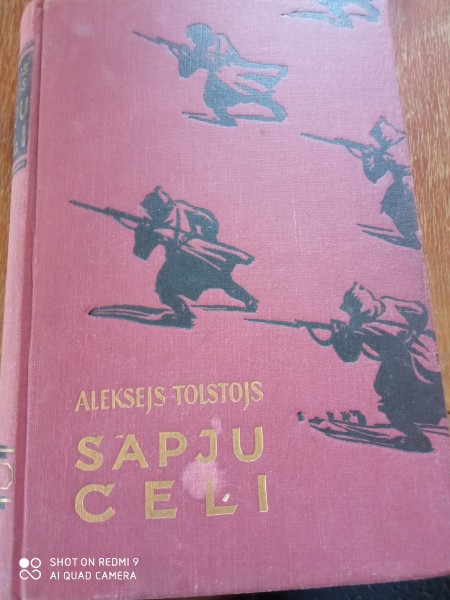 ALEKSEJS TOLSTOJS
SĀPJU
CEĻI
SHOT ON REDMI 9
AI QUAD CAMERA